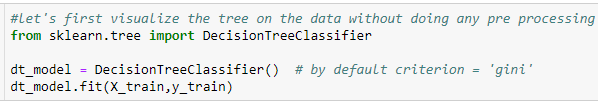 #let's first visualize the tree on the data without doing any pre processing
from sklearn.tree import DecisionTreeClassifier
dt_model = DecisionTreeClassifier()  # by default criterion = 'gini'
dt_model.fit(X_train,y_train)